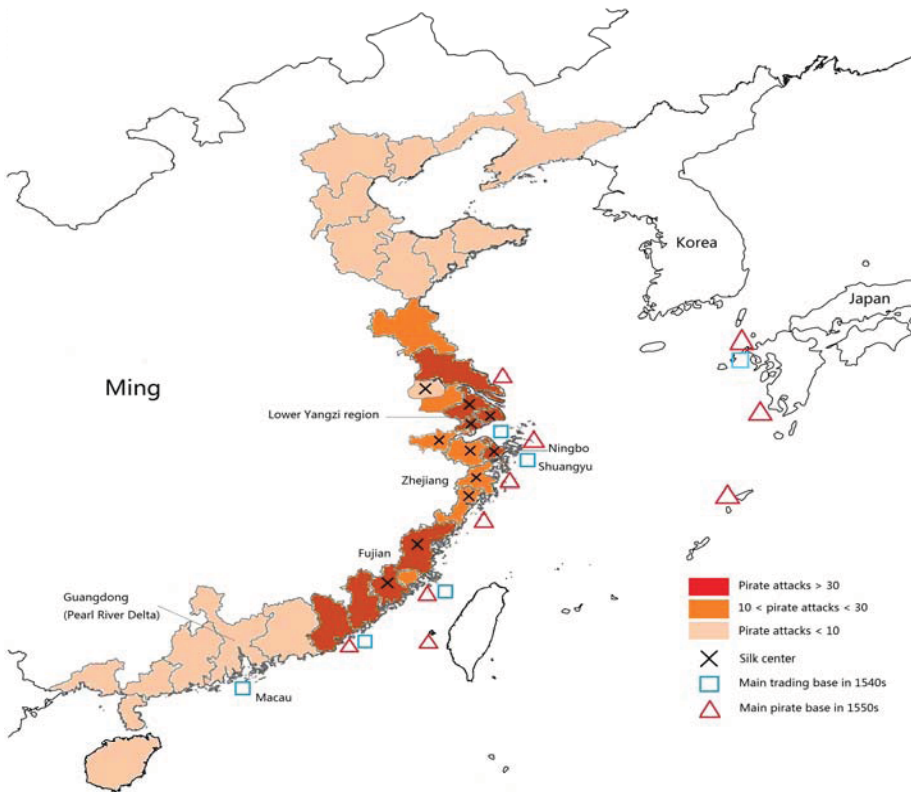 Korea
Japan
Ming
Lower Yangzi region
Ningbo
Shuangyu
Zhejiang
Fujian
Guangdong
(Pearl River Delta)
Macau
Pirate attacks > 30
10 < pirate attacks < 30
Pirate attacks < 10
Silk center
Main trading base in 1540s
Main pirate base in 1550s